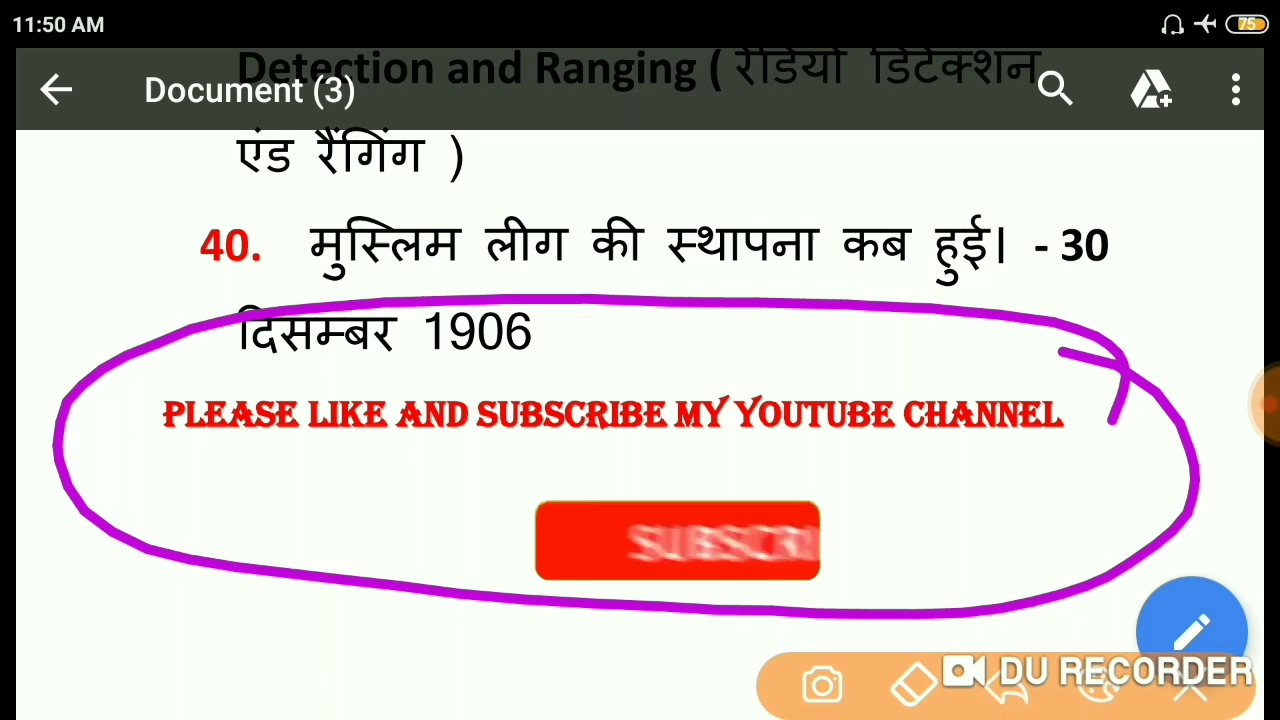 11:50 AM
75
Detection and Ranging ( रेडियो डिटेक्शन
Document (3)
एंड रैंगिंग )
40. मुस्लिम लीग की स्थापना कब हुई। - 30
दिसम्बर 1906
PLEASE LIKE AND SUBSCRIBE MY YOUTUBE CHANNEL
DU RECORDER